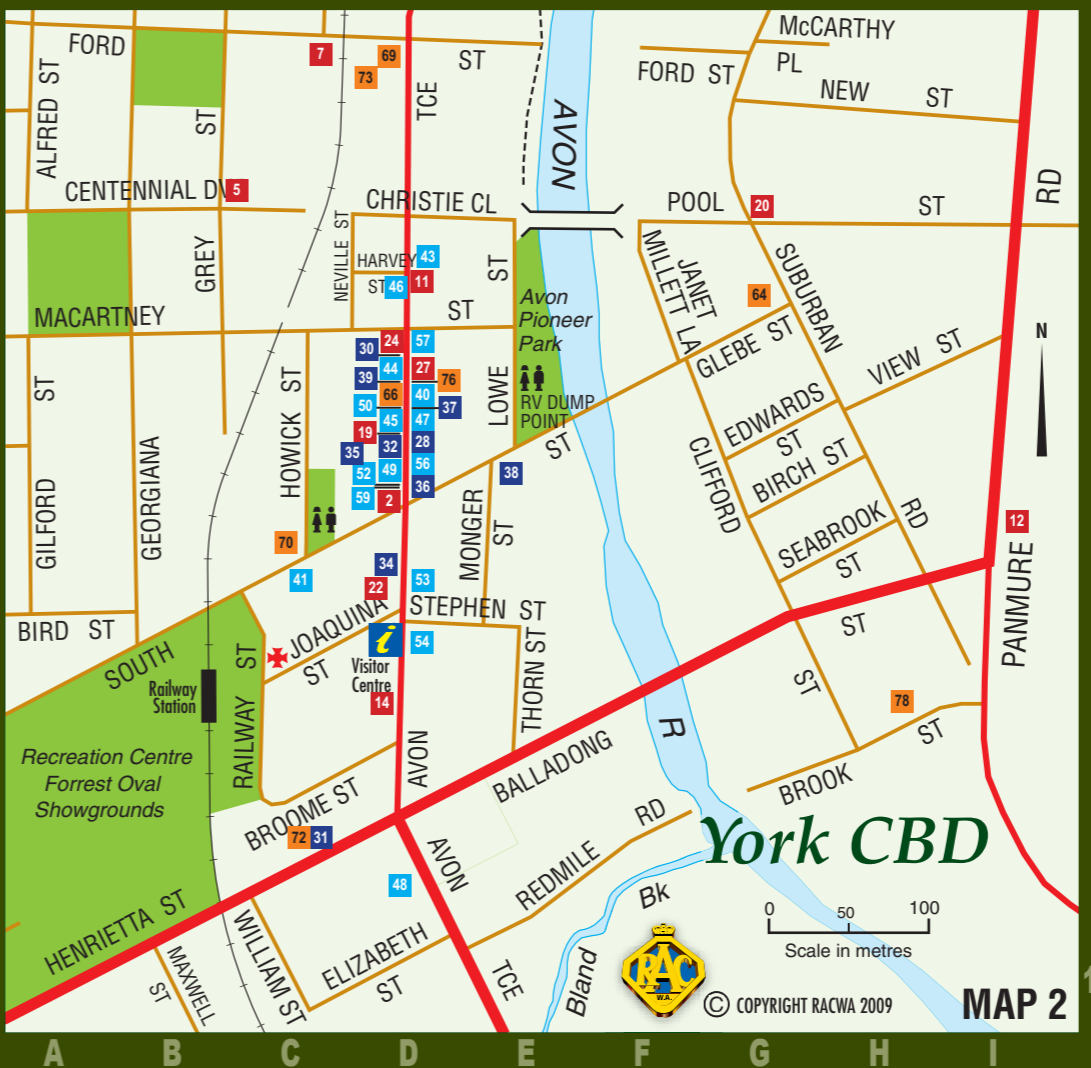 McCARTHY
PL
FORD
ST
FORD ST
NEW ST
ALFRED ST
ST
TCE
AVON
RD
7
69
73
CENTENNIAL D
5
CHRISTIE CL
POOL
20
ST
NEVILLE ST
HARVEY
ST
43
46
11
GREY
ST
MILLETT LA
JANET
SUBURBAN
64
MACARTNEY
ST
Avon
Pioneer
Park
N
24
57
30
44
27
39
76
66
40
50
37
45
47
19
28
32
35
56
49
52
36
59
2
38
GLEBE ST
VIEW ST
LOWE
RV DUMP
POINT
ST
EDWARDS
ST
BIRCH ST
SEABROOK
ST
CLIFFORD
RD
12
ST
GILFORD
GEORGIANA
HOWICK ST
MONGER
ST
70
41
34
22
53
STEPHEN ST
54
i
Visitor
Centre
14
JOAQUINA
ST
BIRD ST
SOUTH
Railway
Station
RAILWAY ST
THORN ST
PANMURE
ST
ST
78
ST
BROOK
R
Recreation Centre
Forrest Oval
Showgrounds
AVON
BALLADONG
BROOME ST
72
31
48
AVON
REDMILE RD
York CBD
0 50 100
Scale in metres
HENRIETTA ST
WILLIAM ST
MAXWELL
ST
ELIZABETH
ST
TCE
Bland
Bk
RAC
W.A.
© COPYRIGHT RACWA 2009
MAP 2
A B C D E F G H I